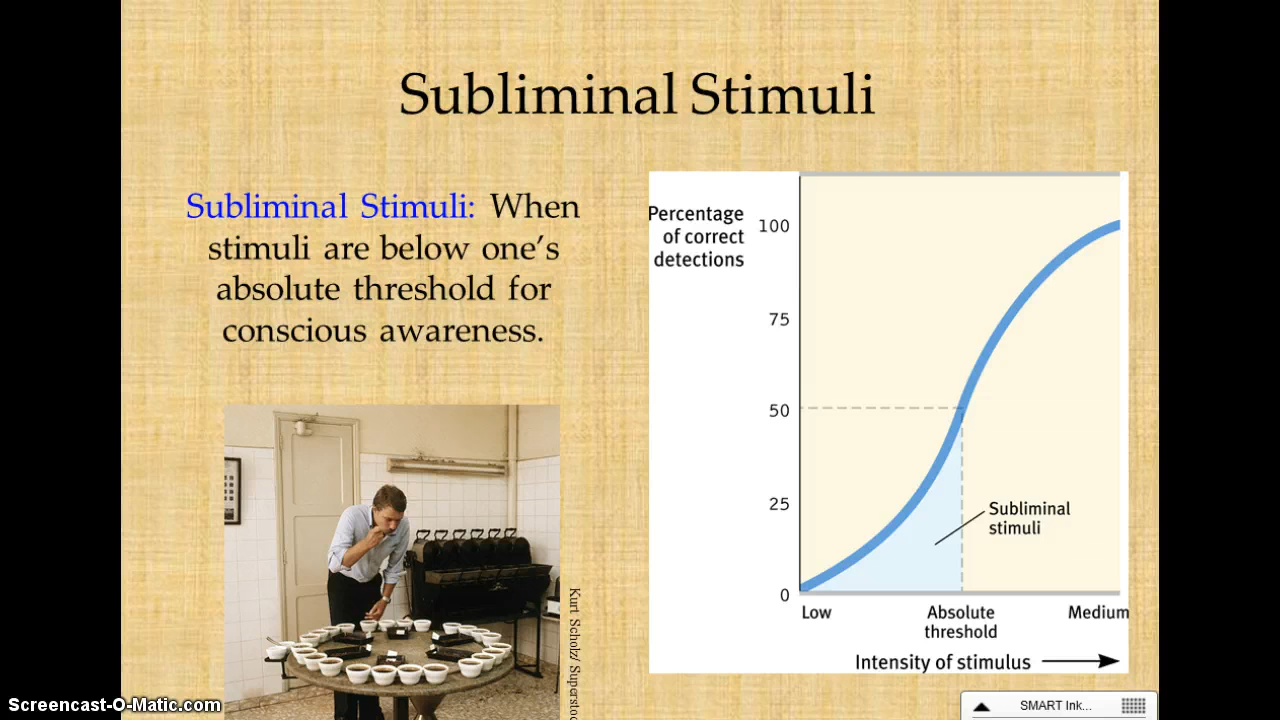 Subliminal Stimuli
Subliminal Stimuli: When
stimuli are below one’s
absolute threshold for
conscious awareness.
Kurt Scholz/
Percentage
of correct
detections
100
75
50
25
0
Subliminal
stimuli
Low
Absolute
threshold
Medium
Intensity of stimulus
Screencast-O-Matic.com
SMART Ink...